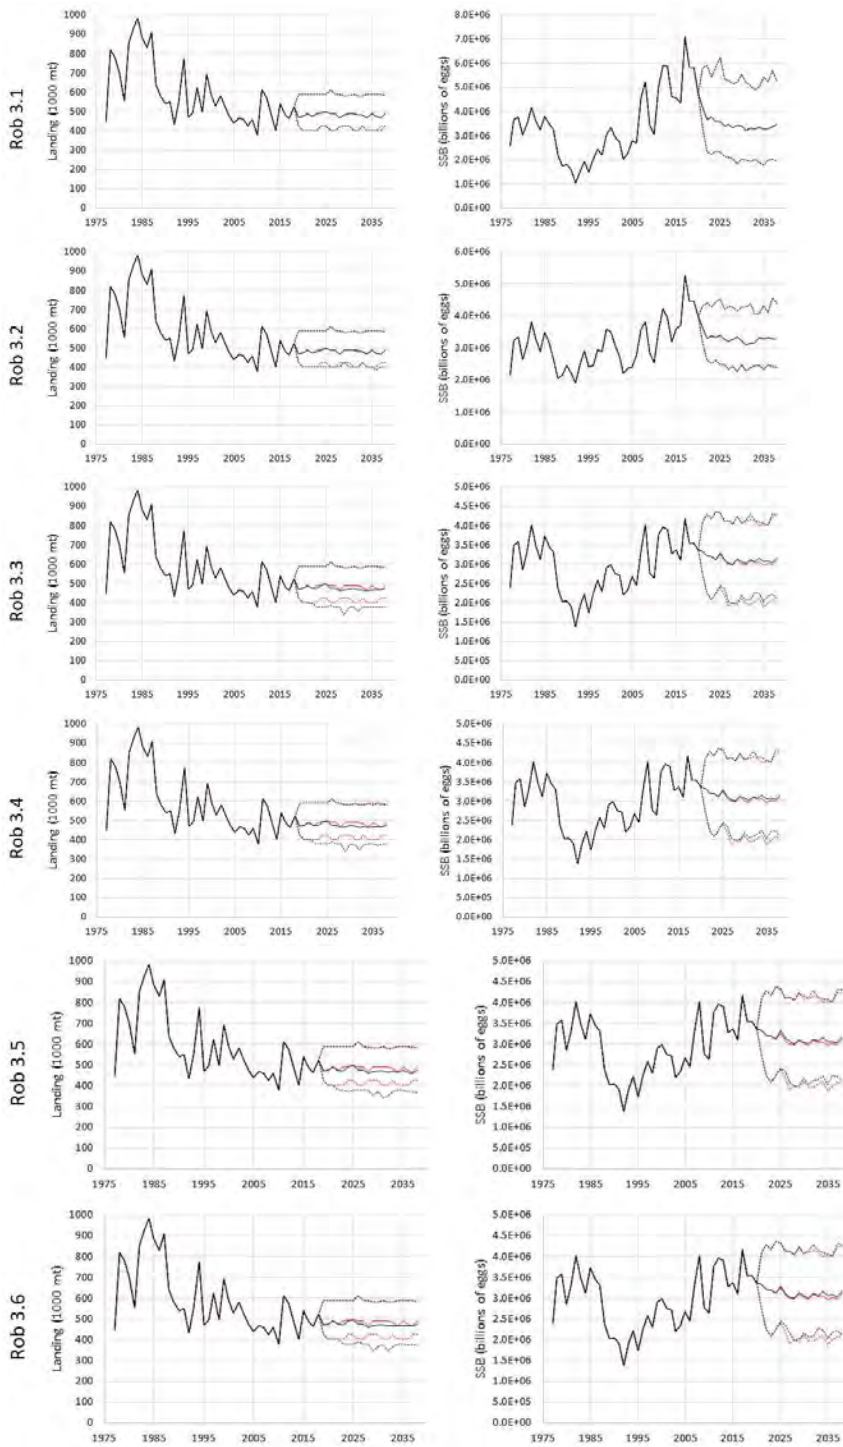 Rob 3.1
Landing (1000 mt)
1000
900
800
700
600
500
400
300
200
100
0
1975 1985 1995 2005 2015 2025 2035
SSB (billions of eggs)
8.0E+06
7.0E+06
6.0E+06
5.0E+06
4.0E+06
3.0E+06
2.0E+06
1.0E+06
0.0E+00
1975 1985 1995 2005 2015 2025 2035
Rob 3.2
Landing (1000 mt)
1000
900
800
700
600
500
400
300
200
100
0
1975 1985 1995 2005 2015 2025 2035
SSB (billions of eggs)
6.0E+06
5.0E+06
4.0E+06
3.0E+06
2.0E+06
1.0E+06
0.0E+00
1975 1985 1995 2005 2015 2025 2035
Rob 3.3
Landing (1000 mt)
1000
900
800
700
600
500
400
300
200
100
0
1975 1985 1995 2005 2015 2025 2035
SSB (billions of eggs)
5.0E+06
4.5E+06
4.0E+06
3.5E+06
3.0E+06
2.5E+06
2.0E+06
1.5E+06
1.0E+06
5.0E+05
0.0E+00
1975 1985 1995 2005 2015 2025 2035
Rob 3.4
Landing (1000 mt)
1000
900
800
700
600
500
400
300
200
100
0
1975 1985 1995 2005 2015 2025 2035
SSB (billions of eggs)
5.0E+06
4.5E+06
4.0E+06
3.5E+06
3.0E+06
2.5E+06
2.0E+06
1.5E+06
1.0E+06
5.0E+05
0.0E+00
1975 1985 1995 2005 2015 2025 2035
Rob 3.5
Landing (1000 mt)
1000
900
800
700
600
500
400
300
200
100
0
1975 1985 1995 2005 2015 2025 2035
SSB (billions of eggs)
5.0E+06
4.5E+06
4.0E+06
3.5E+06
3.0E+06
2.5E+06
2.0E+06
1.5E+06
1.0E+06
5.0E+05
0.0E+00
1975 1985 1995 2005 2015 2025 2035
Rob 3.6
Landing (1000 mt)
1000
900
800
700
600
500
400
300
200
100
0
1975 1985 1995 2005 2015 2025 2035
SSB (billions of eggs)
5.0E+06
4.5E+06
4.0E+06
3.5E+06
3.0E+06
2.5E+06
2.0E+06
1.5E+06
1.0E+06
5.0E+05
0.0E+00
1975 1985 1995 2005 2015 2025 2035